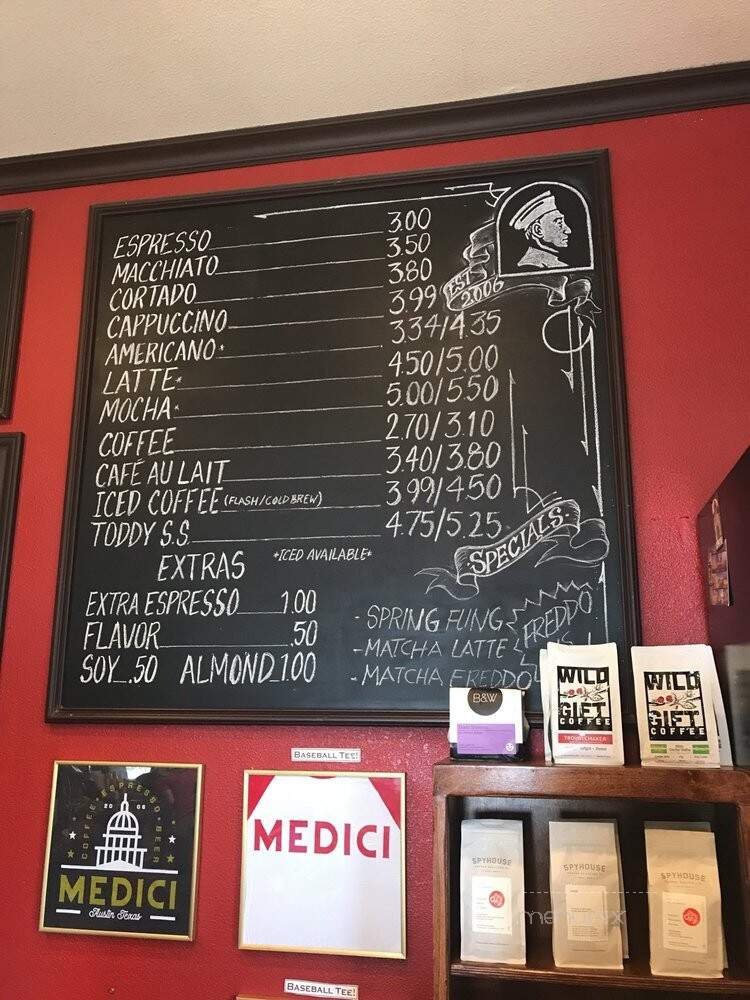 ESPRESSO 3.00
MACCHIATO 3.50
CORTADO 3.80
CAPPUCCINO 3.99
AMERICANO* 3.34/4.35
LATTE* 4.50/5.00
MOCHA* 5.00/5.50
COFFEE 2.70/3.10
CAFÉ AU LAIT 3.40/3.80
ICED COFFEE (FLASH/COLD BREW) 3.99/4.50
TODDY S.S. 4.75/5.25
EST 2006
EXTRAS *ICED AVAILABLE*
EXTRA ESPRESSO 1.00
FLAVOR .50
SOY .50 ALMOND 1.00
SPECIALS
- SPRING FLING
- MATCHA LATTE
- MATCHA FREDDO
FREDDO
B&W
WILD
GIFT
COFFEE
TROUBLEMAKER
WILD
GIFT
COFFEE
BASEBALL TEE!
COFFEE • ESPRESSO • BEER
20 06
MEDICI
Austin Texas
MEDICI
SPYHOUSE
SPYHOUSE
SPYHOUSE
BASEBALL TEE!